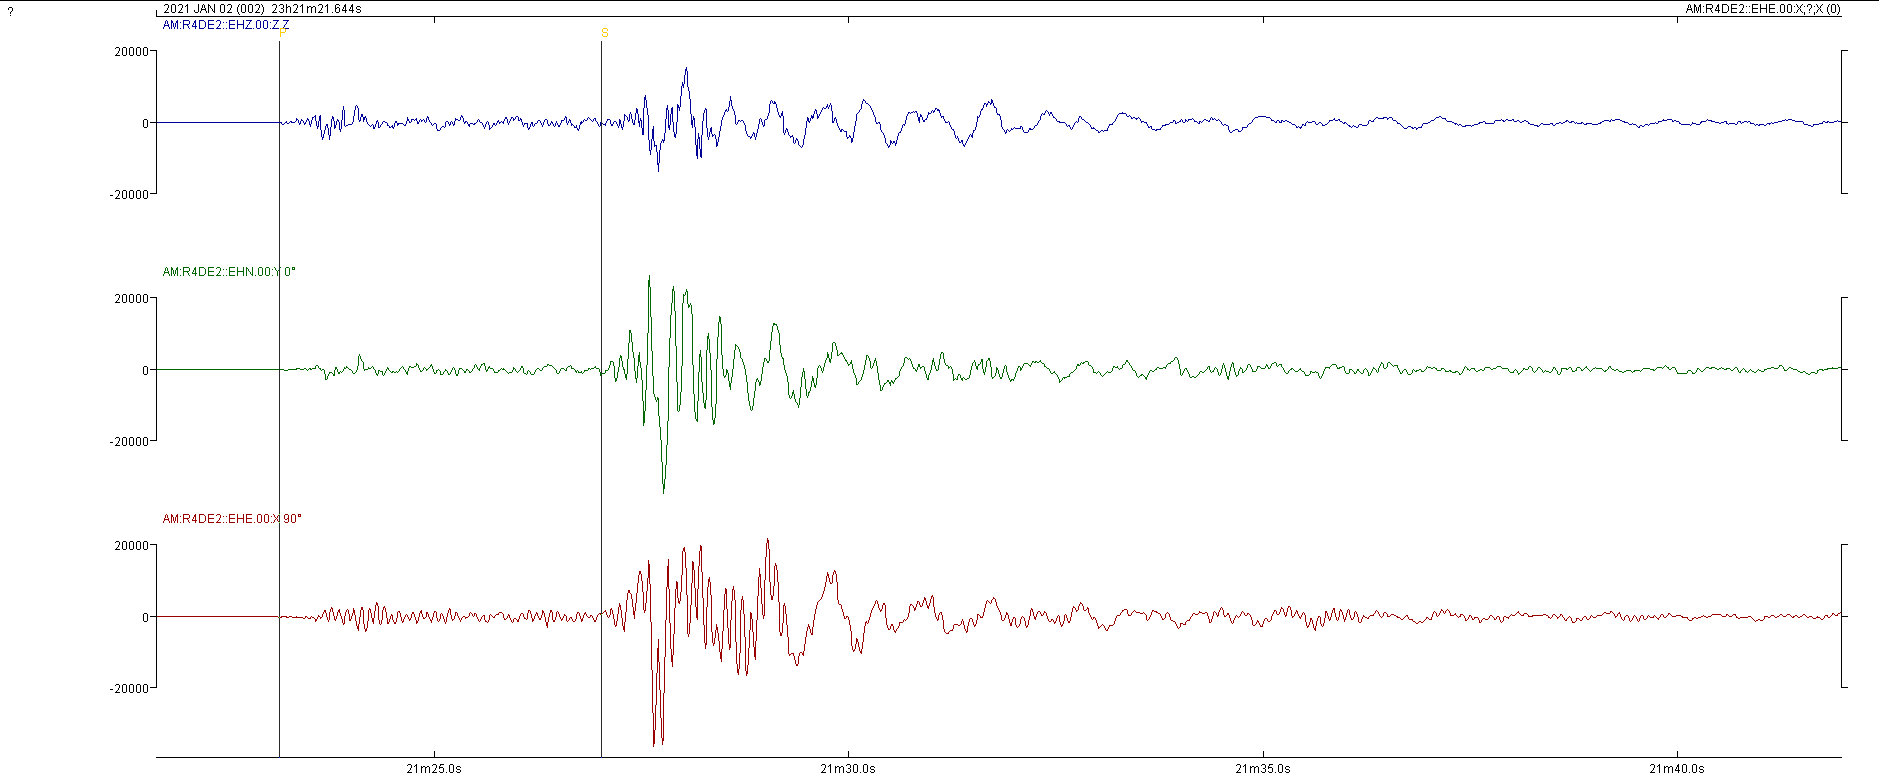 ?
2021 JAN 02 (002) 23h21m21.644s
AM:R4DE2::EHE.00:X;?;X (0)
AM:R4DE2::EHZ.00:Z Z
P
S
20000
0
-20000
AM:R4DE2::EHN.00:Y 0°
20000
0
-20000
AM:R4DE2::EHE.00:X 90°
20000
0
-20000
21m25.0s
21m30.0s
21m35.0s
21m40.0s